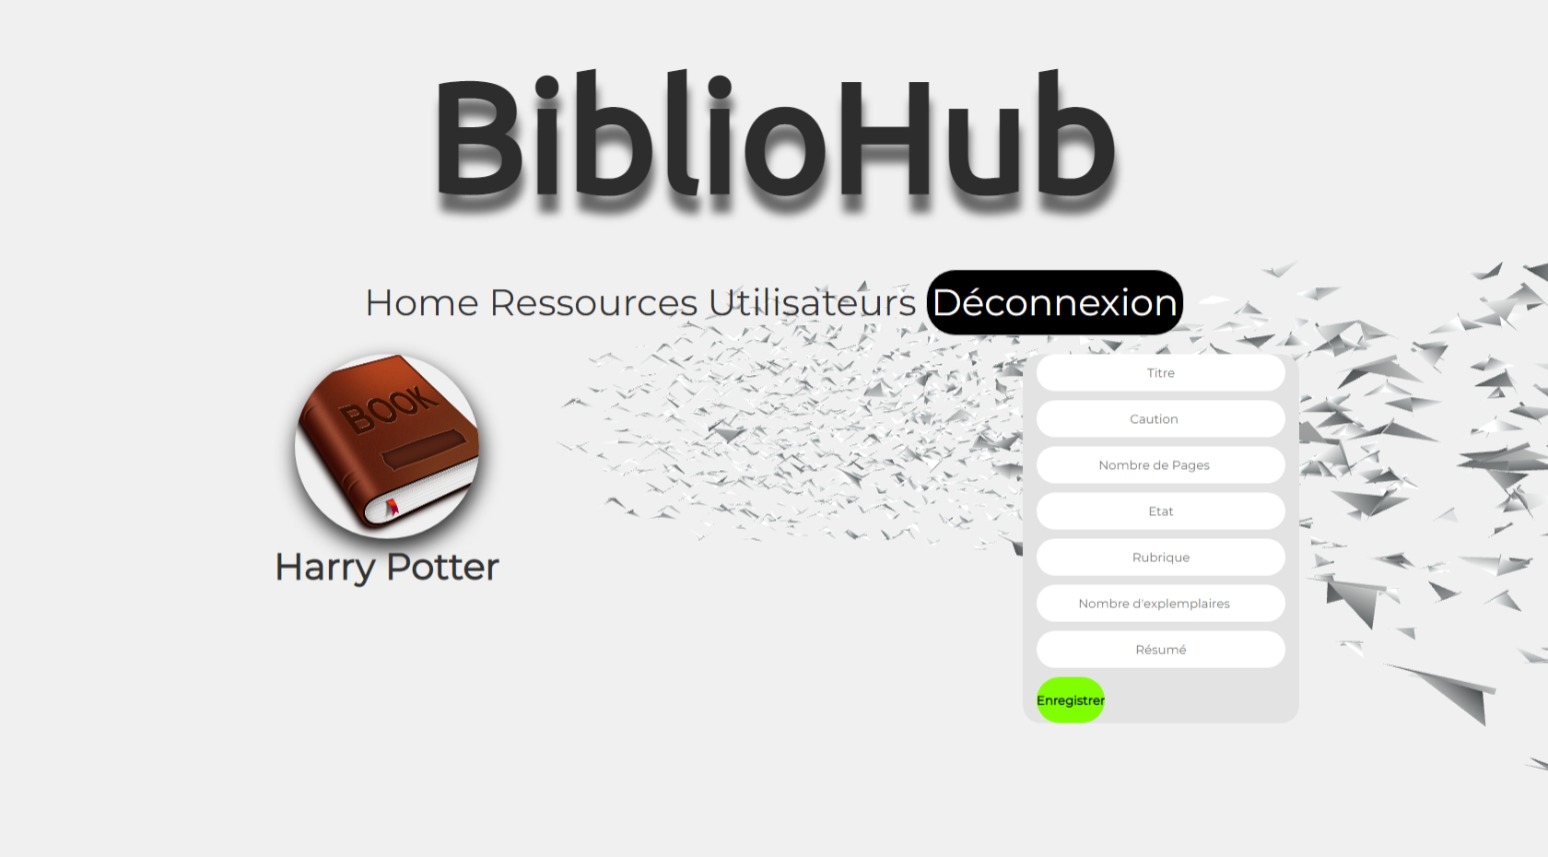 BiblioHub
Home Ressources Utilisateurs Déconnexion
BOOK
Harry Potter
Titre
Caution
Nombre de Pages
Etat
Rubrique
Nombre d'explemplaires
Résumé
Enregistrer